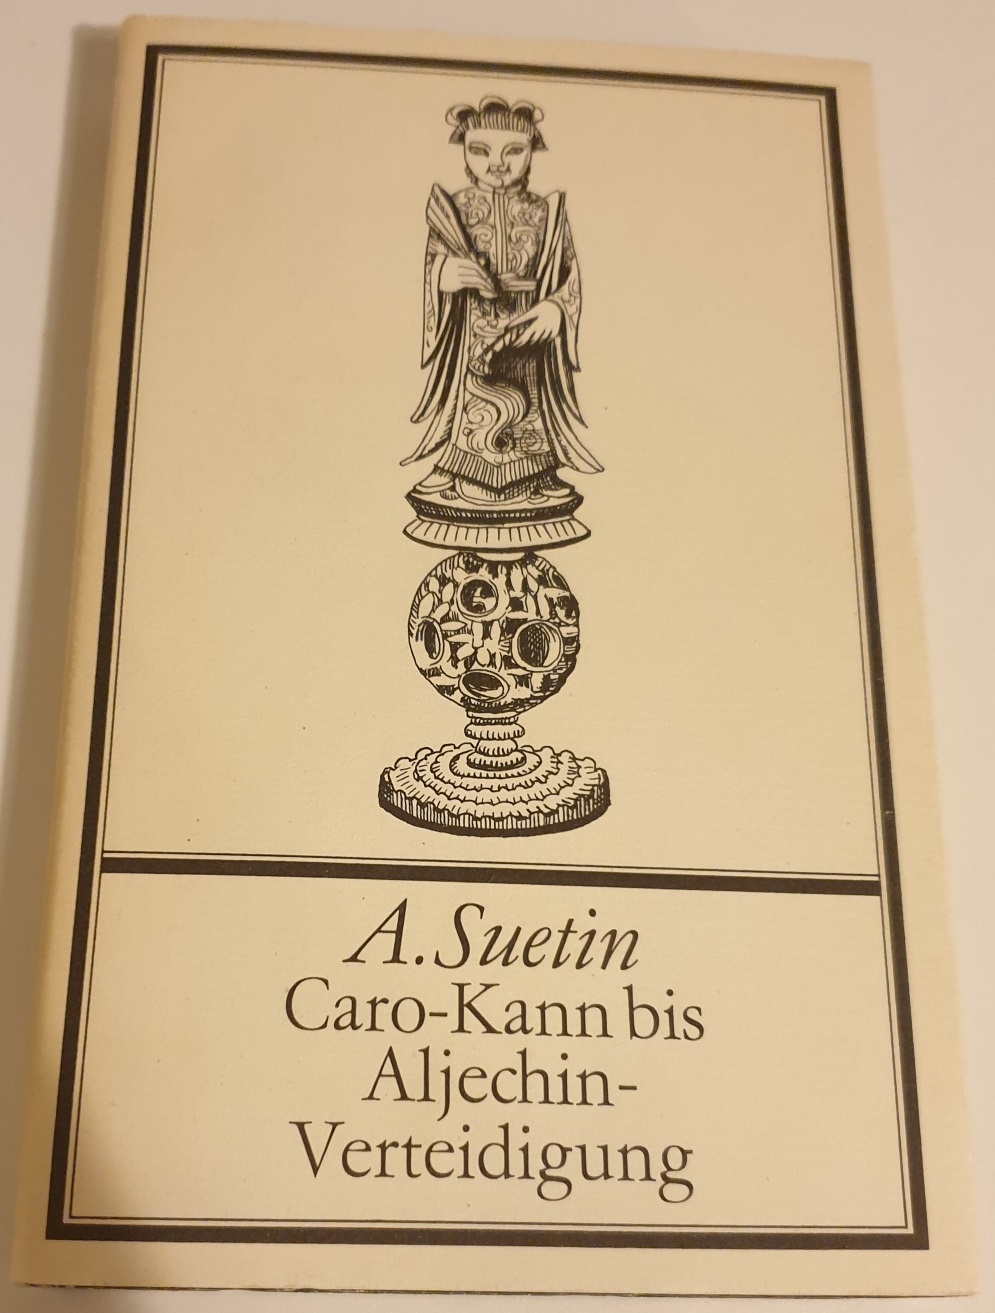 A. Suetin
Caro-Kann bis
Aljechin-
Verteidigung